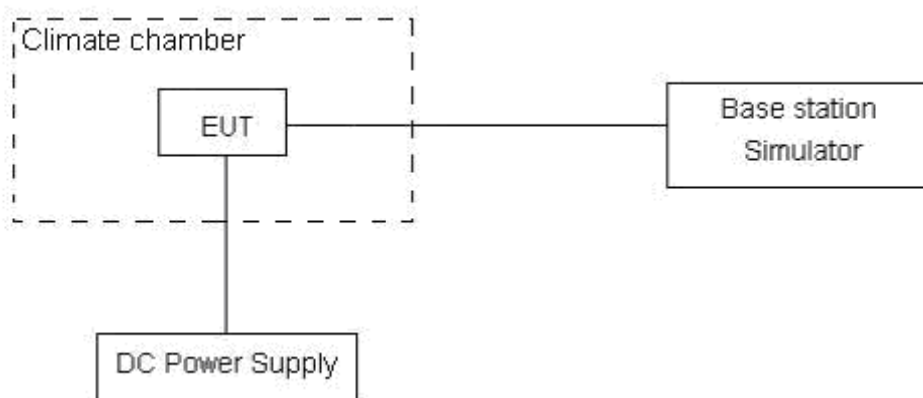 Climate chamber
EUT
Base station
Simulator
DC Power Supply